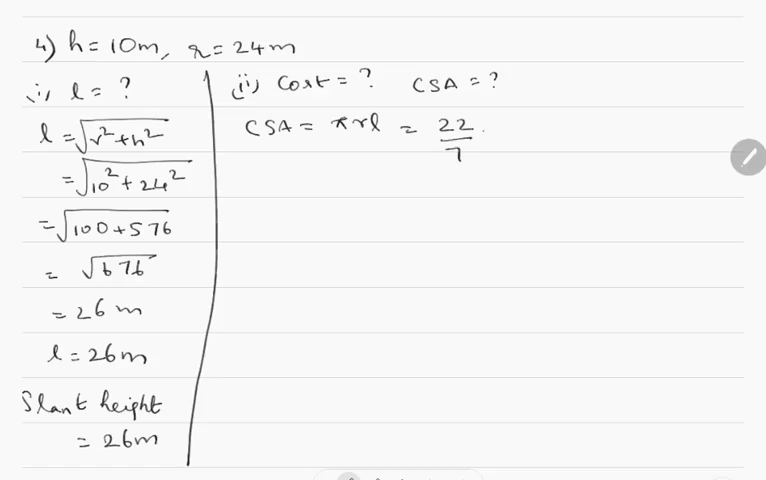 4) h = 10m, r = 24m
(i) l = ?
l = √r² + h²
= √10² + 24²
= √100 + 576
= √676
= 26 m
l = 26m
Slant height
= 26m
(ii) Cost = ? CSA = ?
CSA = πrl = 22/7